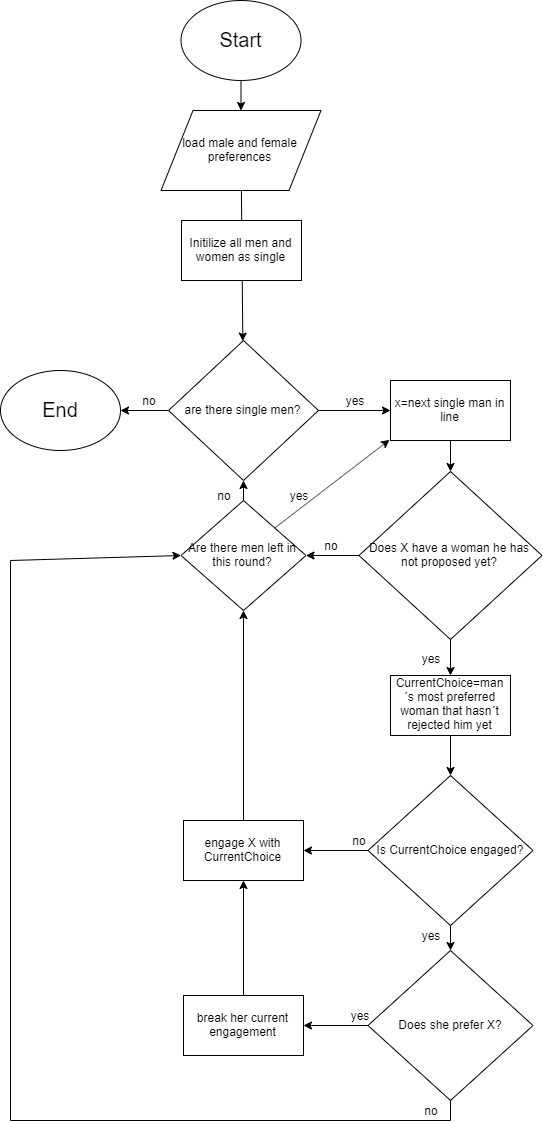 Start
load male and female
preferences
Initilize all men and
women as single
are there single men?
no
yes
End
x=next single man in
line
no
yes
Are there men left in
this round?
no
Does X have a woman he has
not proposed yet?
yes
CurrentChoice=man
´s most preferred
woman that hasn´t
rejected him yet
engage X with
CurrentChoice
no
Is CurrentChoice engaged?
yes
break her current
engagement
yes
Does she prefer X?
no